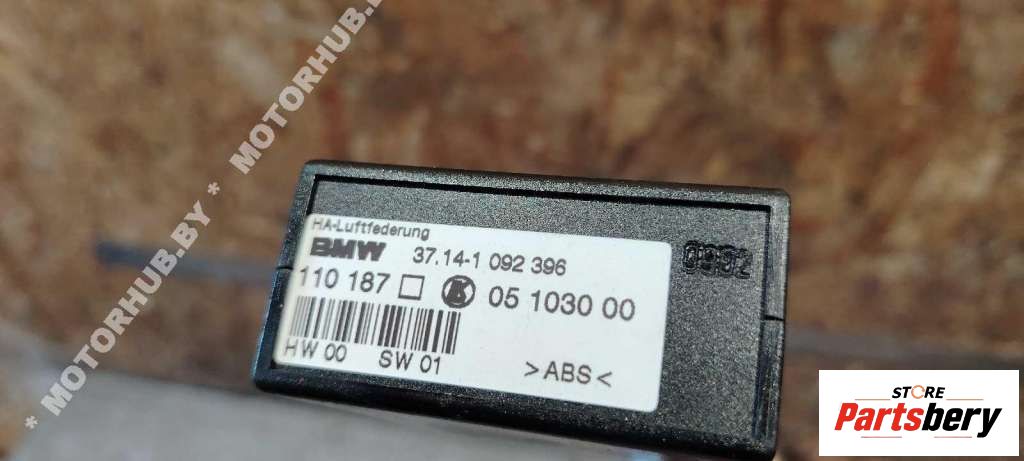 * MOTORHUB.BY * MOTORHUB.BY
HA-Luftfederung
BMW 37.14-1 092 396
110 187 K 05 1030 00
HW 00 SW 01
>ABS<
STORE
Partsbery